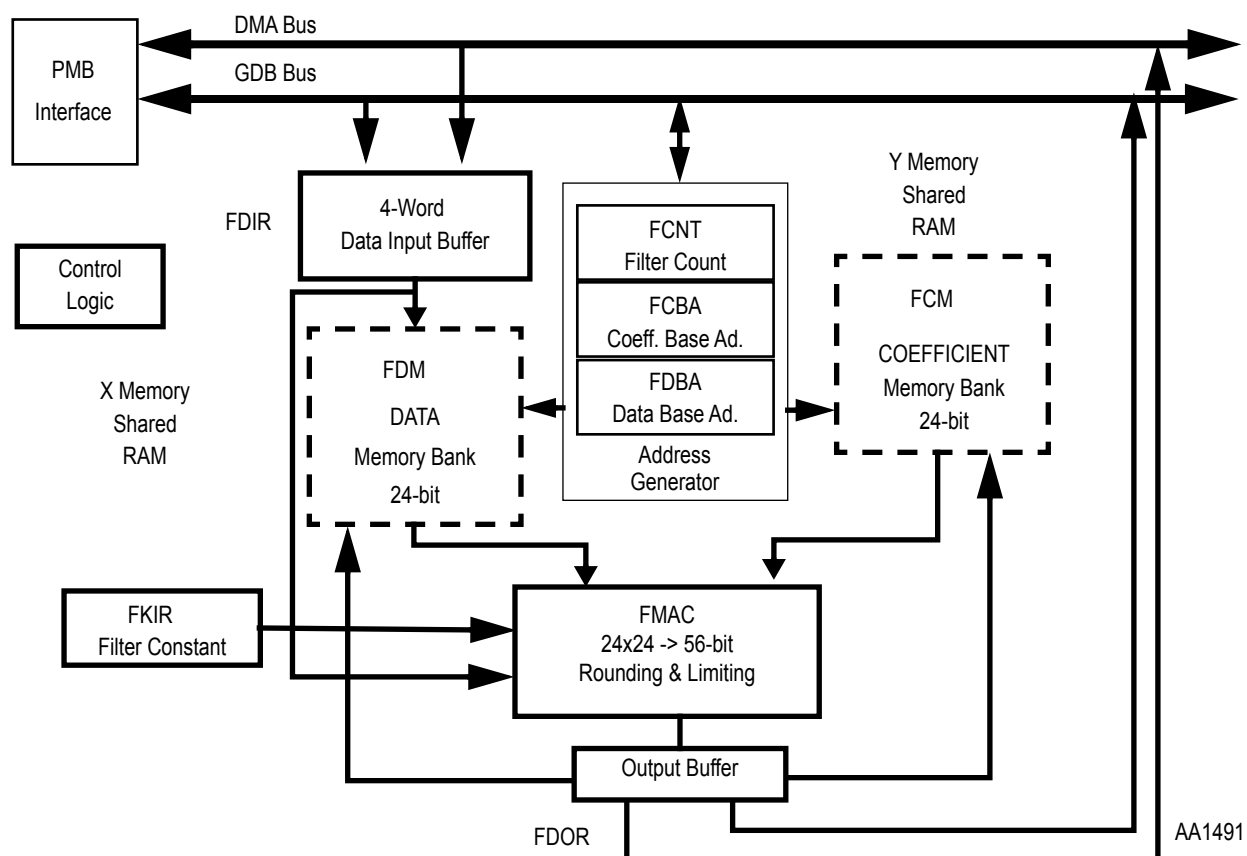 DMA Bus
PMB
Interface
GDB Bus
Y Memory
Shared
RAM
FDIR
4-Word
Data Input Buffer
FCNT
Filter Count
Control
Logic
FCBA
Coeff. Base Ad.
FCM
COEFFICIENT
Memory Bank
24-bit
X Memory
Shared
RAM
FDM
DATA
Memory Bank
24-bit
FDBA
Data Base Ad.
Address
Generator
FKIR
Filter Constant
FMAC
24x24 -> 56-bit
Rounding & Limiting
Output Buffer
FDOR
AA1491